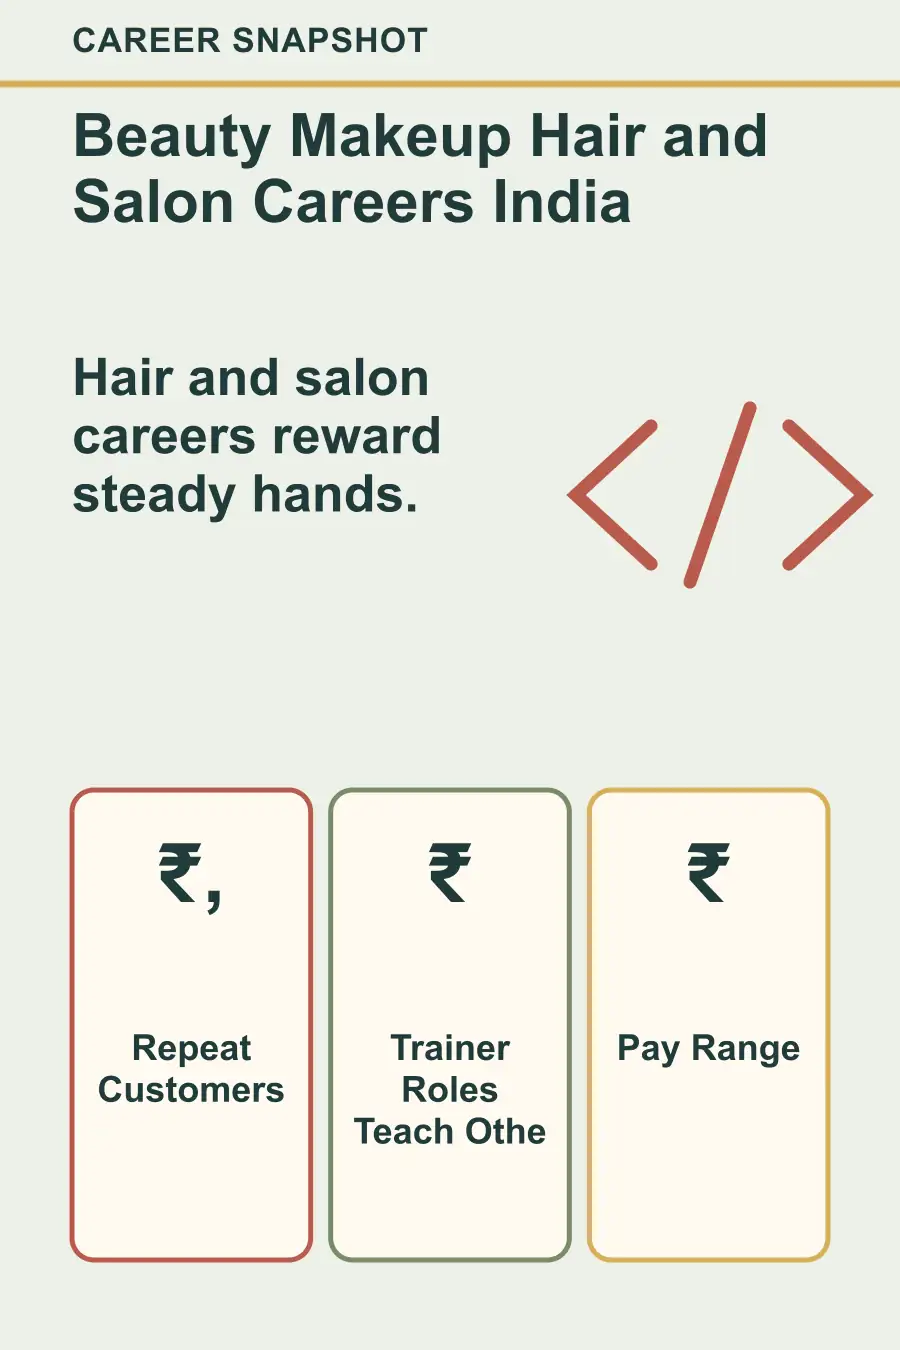 CAREER SNAPSHOT
Beauty Makeup Hair and
Salon Careers India
Hair and salon
careers reward
steady hands.
</>
₹,
Repeat
Customers
₹
Trainer
Roles
Teach Othe
₹
Pay Range